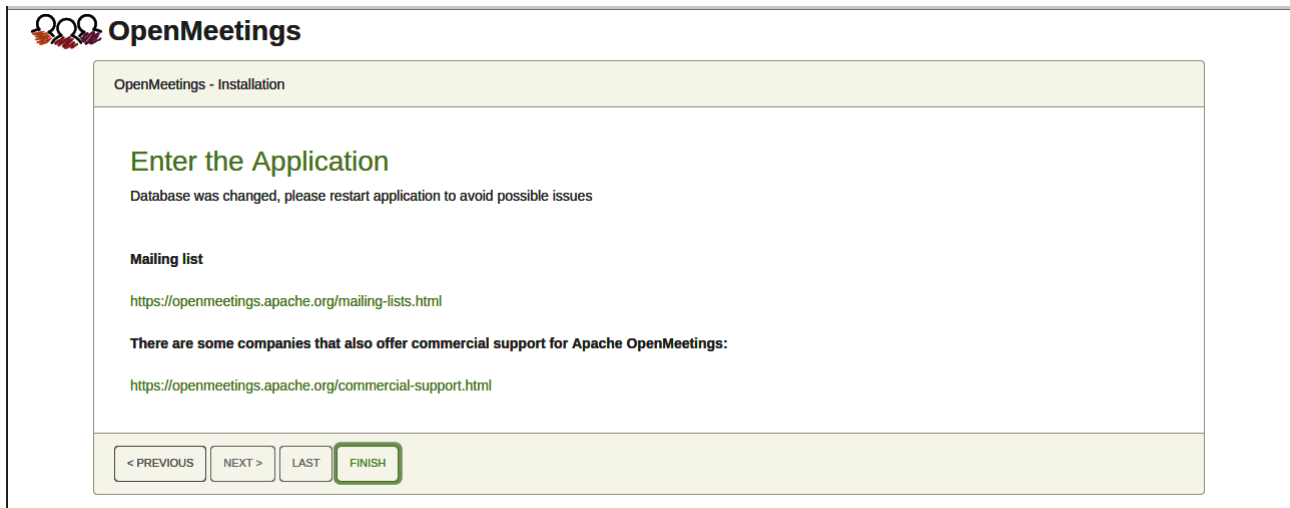 OpenMeetings
OpenMeetings - Installation
Enter the Application
Database was changed, please restart application to avoid possible issues
Mailing list
https://openmeetings.apache.org/mailing-lists.html
There are some companies that also offer commercial support for Apache OpenMeetings:
https://openmeetings.apache.org/commercial-support.html
< PREVIOUS NEXT > LAST FINISH